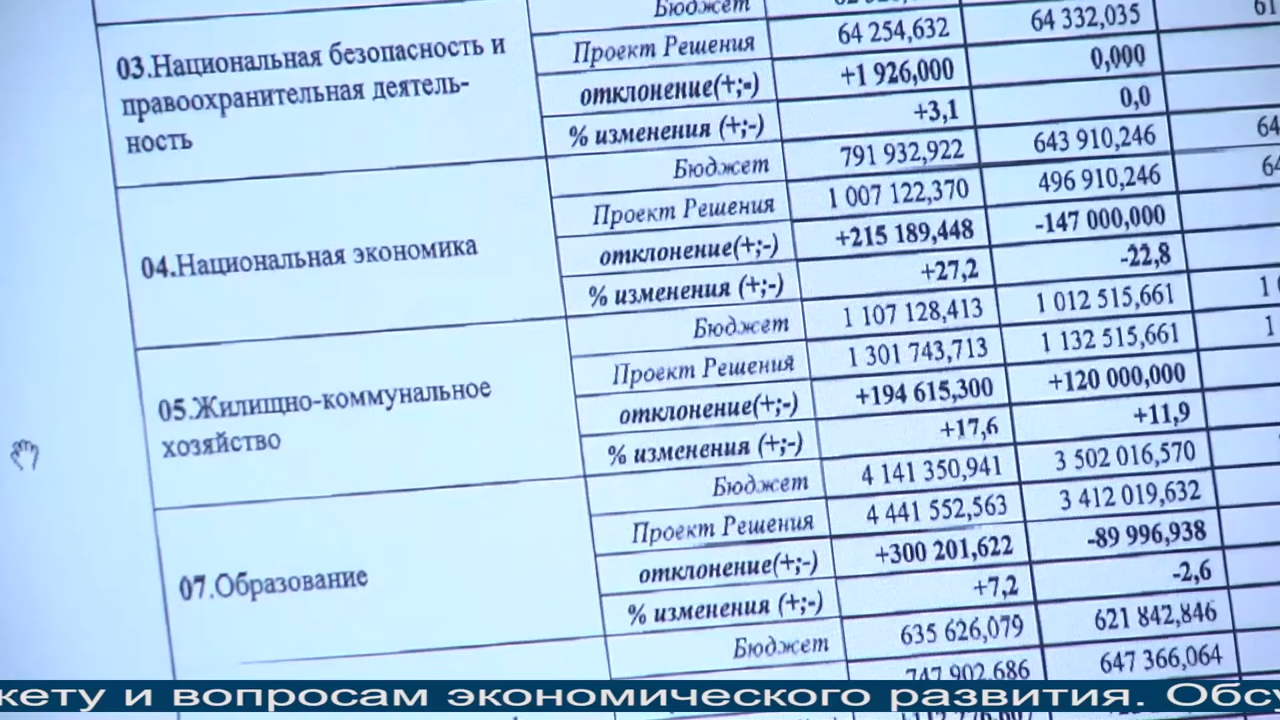 Бюджет
03.Национальная безопасность и
правоохранительная деятель-
ность
Проект Решения 64 254,632 64 332,035 61
отклонение(+;-) +1 926,000 0,000
% изменения (+;-) +3,1 0,0
04.Национальная экономика
Бюджет 791 932,922 643 910,246 64
Проект Решения 1 007 122,370 496 910,246 64
отклонение(+;-) +215 189,448 -147 000,000
% изменения (+;-) +27,2 -22,8
05.Жилищно-коммунальное
хозяйство
Бюджет 1 107 128,413 1 012 515,661
Проект Решения 1 301 743,713 1 132 515,661 1
отклонение(+;-) +194 615,300 +120 000,000
% изменения (+;-) +17,6 +11,9
07.Образование
Бюджет 4 141 350,941 3 502 016,570
Проект Решения 4 441 552,563 3 412 019,632
отклонение(+;-) +300 201,622 -89 996,938
% изменения (+;-) +7,2 -2,6
Бюджет 635 626,079 621 842,846
747 902,686 647 366,064
кету и вопросам экономического развития. Обсу